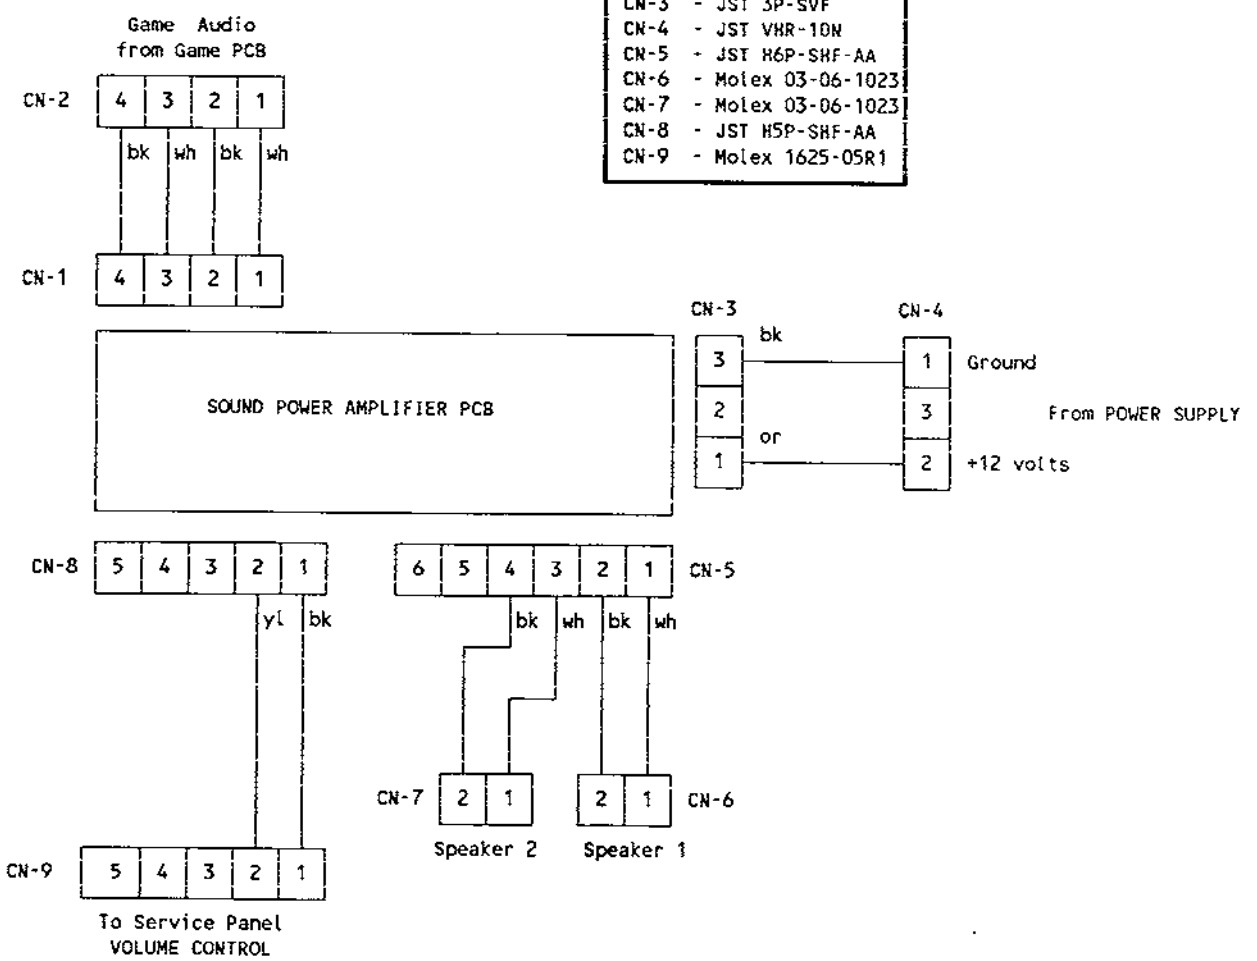 Game Audio
from Game PCB
CN-3 - JST 3P-SVF
CN-4 - JST VHR-10N
CN-5 - JST H6P-SHF-AA
CN-6 - Molex 03-06-1023
CN-7 - Molex 03-06-1023
CN-8 - JST H5P-SHF-AA
CN-9 - Molex 1625-05R1
CN-2 4 3 2 1
bk wh bk wh
CN-1 4 3 2 1
CN-3 CN-4
bk
3 1 Ground
SOUND POWER AMPLIFIER PCB
2 3 From POWER SUPPLY
or
1 2 +12 volts
CN-8 5 4 3 2 1
6 5 4 3 2 1 CN-5
yl bk
bk wh bk wh
CN-7 2 1
2 1 CN-6
Speaker 2 Speaker 1
CN-9 5 4 3 2 1
To Service Panel
VOLUME CONTROL